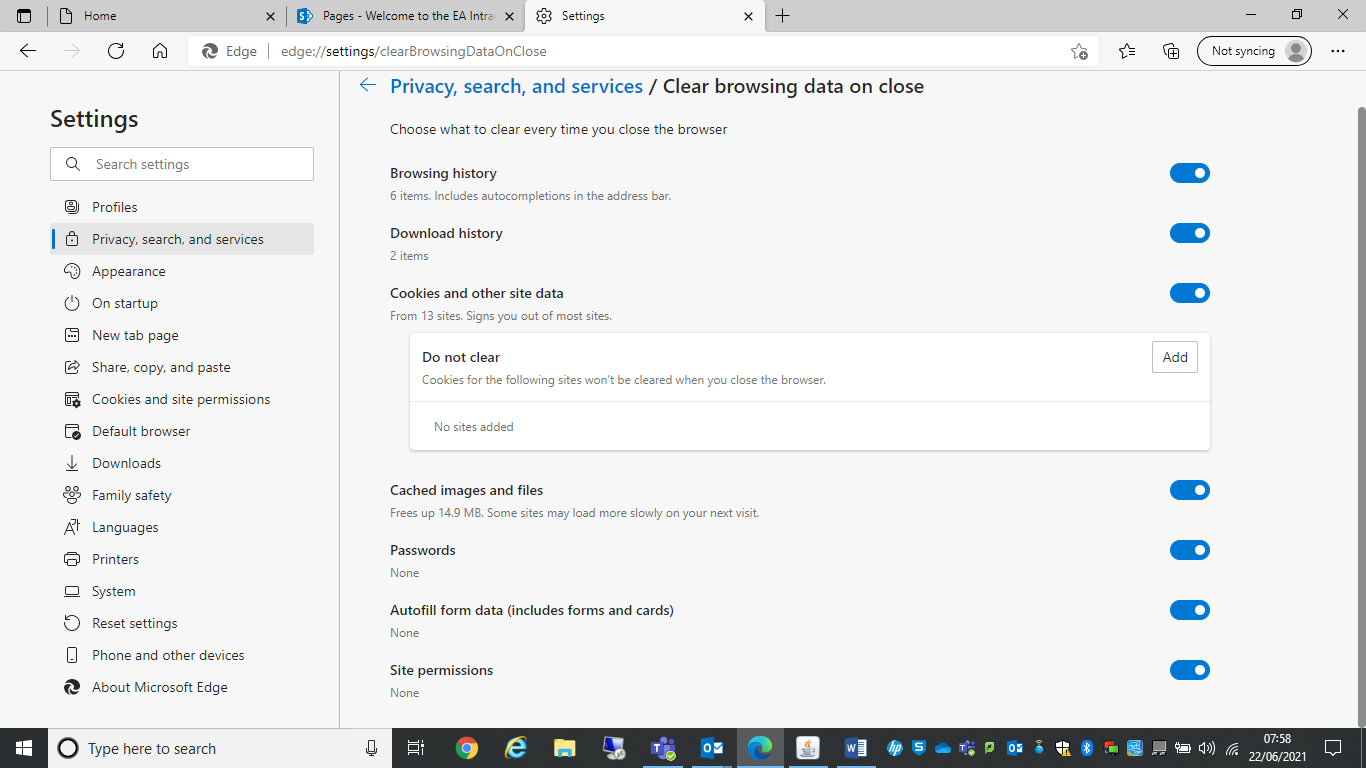 Home
Pages - Welcome to the EA Intra
Settings
Edge
edge://settings/clearBrowsingDataOnClose
Not syncing
Settings
Search settings
Profiles
Privacy, search, and services
Appearance
On startup
New tab page
Share, copy, and paste
Cookies and site permissions
Default browser
Downloads
Family safety
Languages
Printers
System
Reset settings
Phone and other devices
About Microsoft Edge
Privacy, search, and services / Clear browsing data on close
Choose what to clear every time you close the browser
Browsing history
6 items. Includes autocompletions in the address bar.
Download history
2 items
Cookies and other site data
From 13 sites. Signs you out of most sites.
Do not clear
Add
Cookies for the following sites won't be cleared when you close the browser.
No sites added
Cached images and files
Frees up 14.9 MB. Some sites may load more slowly on your next visit.
Passwords
None
Autofill form data (includes forms and cards)
None
Site permissions
None
Type here to search
07:58
22/06/2021